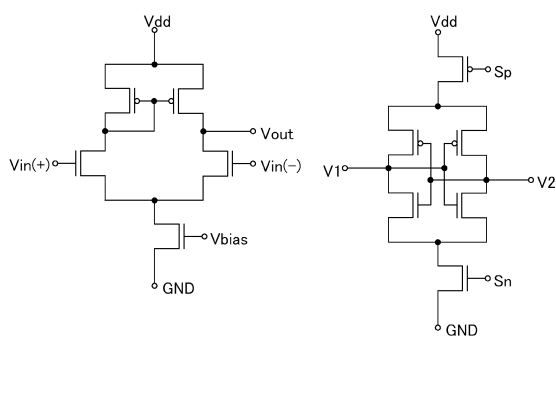 Vdd
Vout
Vin(+)
Vin(-)
Vbias
GND
Vdd
Sp
V1
V2
Sn
GND